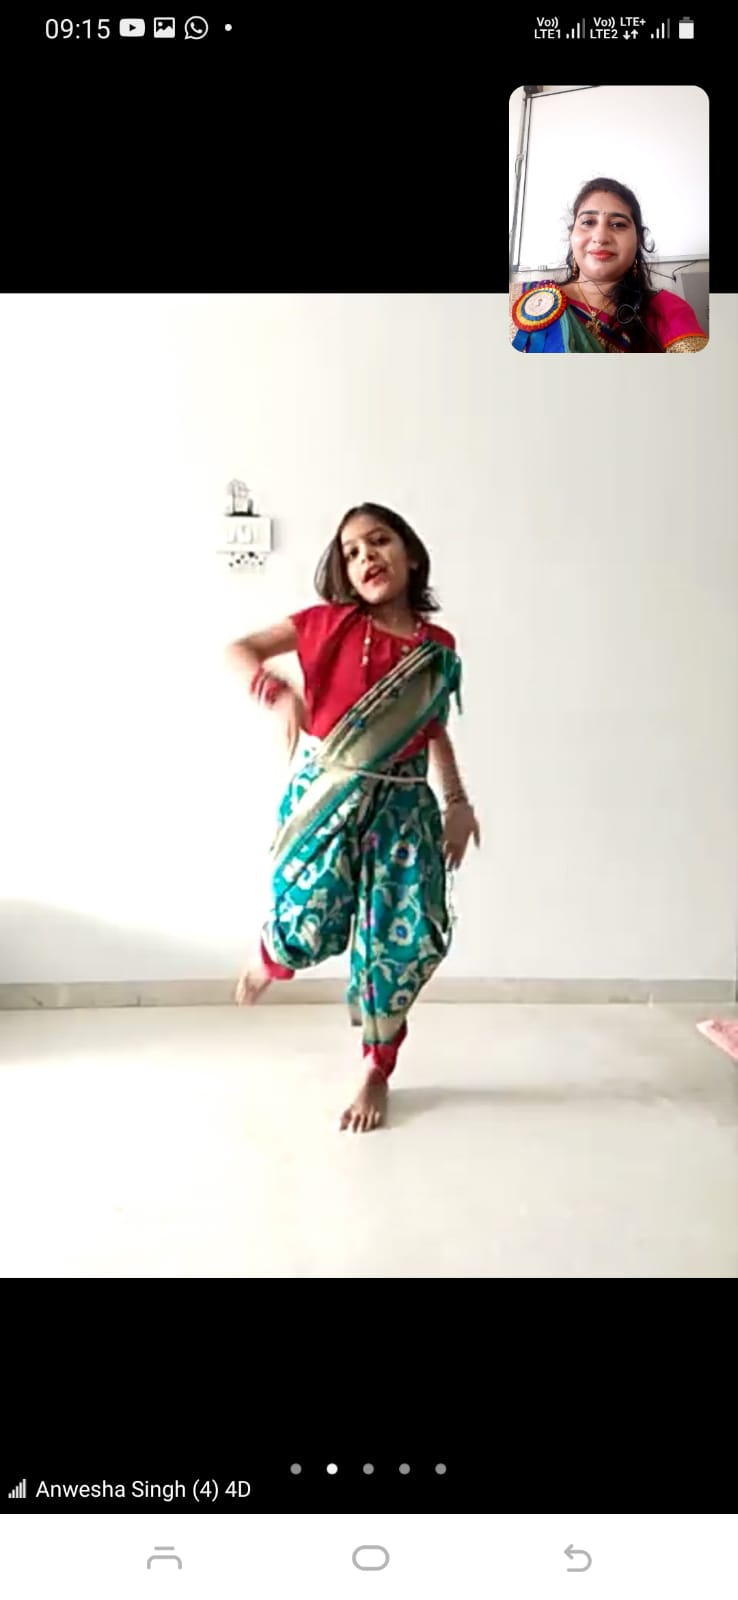 09:15
Vo)) LTE1 Vo)) LTE+ LTE2
Anwesha Singh (4) 4D